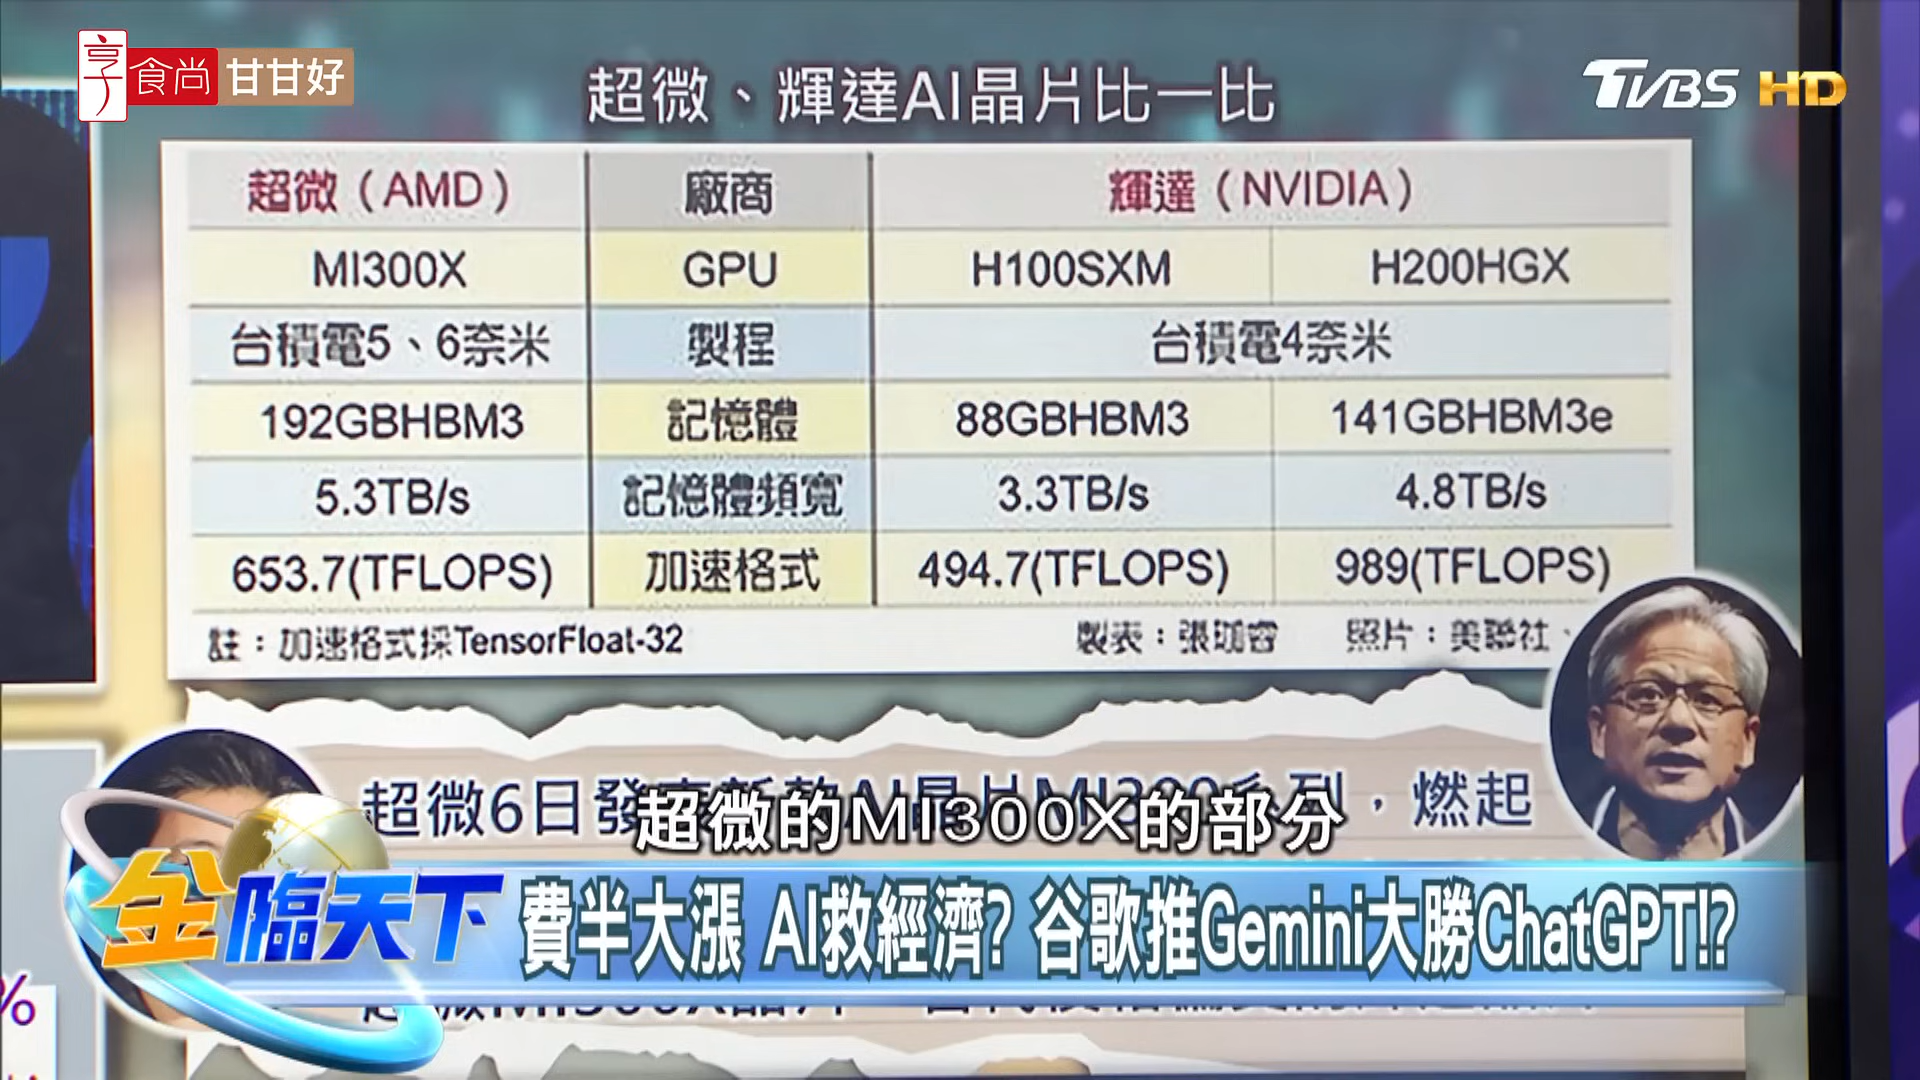 享食尚 甘甘好
TVBS HD
超微、輝達AI晶片比一比
超微（AMD） 廠商 輝達（NVIDIA）
MI300X GPU H100SXM H200HGX
台積電5、6奈米 製程 台積電4奈米
192GBHBM3 記憶體 88GBHBM3 141GBHBM3e
5.3TB/s 記憶體頻寬 3.3TB/s 4.8TB/s
653.7(TFLOPS) 加速格式 494.7(TFLOPS) 989(TFLOPS)
註：加速格式採TensorFloat-32 製表：張珈睿 照片：美聯社、
超微6日發 列，燃起
超微的MI300X的部分
金臨天下
費半大漲 AI救經濟? 谷歌推Gemini大勝ChatGPT!?
%